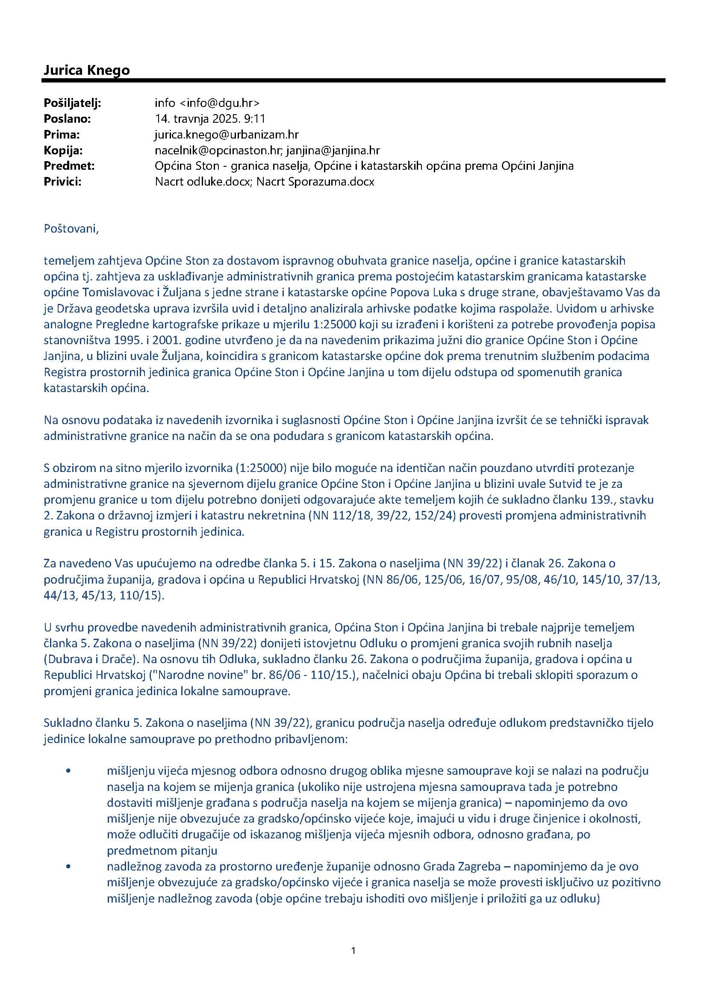 Jurica Knego
Pošiljatelj: info <info@dgu.hr>
Poslano: 14. travnja 2025. 9:11
Prima: jurica.knego@urbanizam.hr
Kopija: nacelnik@opcinaston.hr; janjina@janjina.hr
Predmet: Općina Ston - granica naselja, Općine i katastarskih općina prema Općini Janjina
Privici: Nacrt odluke.docx; Nacrt Sporazuma.docx
Poštovani,
temeljem zahtjeva Općine Ston za dostavom ispravnog obuhvata granice naselja, općine i granice katastarskih
općina tj. zahtjeva za usklađivanje administrativnih granica prema postojećim katastarskim granicama katastarske
općine Tomislavovac i Žuljana s jedne strane i katastarske općine Popova Luka s druge strane, obavještavamo Vas da
je Država geodetska uprava izvršila uvid i detaljno analizirala arhivske podatke kojima raspolaže. Uvidom u arhivske
analogne Pregledne kartografske prikaze u mjerilu 1:25000 koji su izrađeni i korišteni za potrebe provođenja popisa
stanovništva 1995. i 2001. godine utvrđeno je da na navedenim prikazima južni dio granice Općine Ston i Općine
Janjina, u blizini uvale Žuljana, koincidira s granicom katastarske općine dok prema trenutnim službenim podacima
Registra prostornih jedinica granica Općine Ston i Općine Janjina u tom dijelu odstupa od spomenutih granica
katastarskih općina.
Na osnovu podataka iz navedenih izvornika i suglasnosti Općine Ston i Općine Janjina izvršit će se tehnički ispravak
administrativne granice na način da se ona podudara s granicom katastarskih općina.
S obzirom na sitno mjerilo izvornika (1:25000) nije bilo moguće na identičan način pouzdano utvrditi protezanje
administrativne granice na sjevernom dijelu granice Općine Ston i Općine Janjina u blizini uvale Sutvid te je za
promjenu granice u tom dijelu potrebno donijeti odgovarajuće akte temeljem kojih će sukladno članku 139., stavku
2. Zakona o državnoj izmjeri i katastru nekretnina (NN 112/18, 39/22, 152/24) provesti promjena administrativnih
granica u Registru prostornih jedinica.
Za navedeno Vas upućujemo na odredbe članka 5. i 15. Zakona o naseljima (NN 39/22) i članak 26. Zakona o
područjima županija, gradova i općina u Republici Hrvatskoj (NN 86/06, 125/06, 16/07, 95/08, 46/10, 145/10, 37/13,
44/13, 45/13, 110/15).
U svrhu provedbe navedenih administrativnih granica, Općina Ston i Općina Janjina bi trebale najprije temeljem
članka 5. Zakona o naseljima (NN 39/22) donijeti istovjetnu Odluku o promjeni granica svojih rubnih naselja
(Dubrava i Drače). Na osnovu tih Odluka, sukladno članku 26. Zakona o područjima županija, gradova i općina u
Republici Hrvatskoj ("Narodne novine" br. 86/06 - 110/15.), načelnici obaju Općina bi trebali sklopiti sporazum o
promjeni granica jedinica lokalne samouprave.
Sukladno članku 5. Zakona o naseljima (NN 39/22), granicu područja naselja određuje odlukom predstavničko tijelo
jedinice lokalne samouprave po prethodno pribavljenom:
• mišljenju vijeća mjesnog odbora odnosno drugog oblika mjesne samouprave koji se nalazi na području
naselja na kojem se mijenja granica (ukoliko nije ustrojena mjesna samouprava tada je potrebno
dostaviti mišljenje građana s područja naselja na kojem se mijenja granica) – napominjemo da ovo
mišljenje nije obvezujuće za gradsko/općinsko vijeće koje, imajući u vidu i druge činjenice i okolnosti,
može odlučiti drugačije od iskazanog mišljenja vijeća mjesnih odbora, odnosno građana, po
predmetnom pitanju
• nadležnog zavoda za prostorno uređenje županije odnosno Grada Zagreba – napominjemo da je ovo
mišljenje obvezujuće za gradsko/općinsko vijeće i granica naselja se može provesti isključivo uz pozitivno
mišljenje nadležnog zavoda (obje općine trebaju ishoditi ovo mišljenje i priložiti ga uz odluku)
1